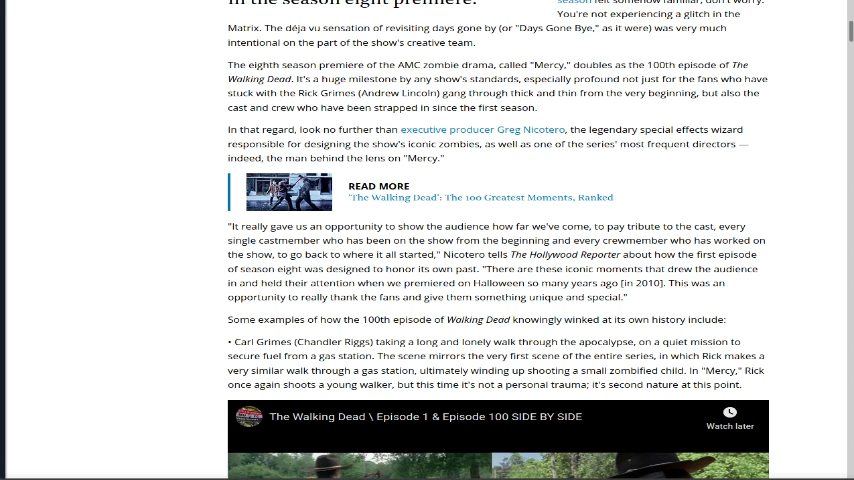 In the season eight premiere.
season felt somehow familiar, don't worry.
You're not experiencing a glitch in the
Matrix. The déja vu sensation of revisiting days gone by (or "Days Gone Bye," as it were) was very much
intentional on the part of the show's creative team.
The eighth season premiere of the AMC zombie drama, called "Mercy," doubles as the 100th episode of The
Walking Dead. It's a huge milestone by any show's standards, especially profound not just for the fans who have
stuck with the Rick Grimes (Andrew Lincoln) gang through thick and thin from the very beginning, but also the
cast and crew who have been strapped in since the first season.
In that regard, look no further than executive producer Greg Nicotero, the legendary special effects wizard
responsible for designing the show's iconic zombies, as well as one of the series' most frequent directors —
indeed, the man behind the lens on "Mercy."
READ MORE
'The Walking Dead': The 100 Greatest Moments, Ranked
"It really gave us an opportunity to show the audience how far we've come, to pay tribute to the cast, every
single castmember who has been on the show from the beginning and every crewmember who has worked on
the show, to go back to where it all started," Nicotero tells The Hollywood Reporter about how the first episode
of season eight was designed to honor its own past. "There are these iconic moments that drew the audience
in and held their attention when we premiered on Halloween so many years ago [in 2010]. This was an
opportunity to really thank the fans and give them something unique and special."
Some examples of how the 100th episode of Walking Dead knowingly winked at its own history include:
• Carl Grimes (Chandler Riggs) taking a long and lonely walk through the apocalypse, on a quiet mission to
secure fuel from a gas station. The scene mirrors the very first scene of the entire series, in which Rick makes a
very similar walk through a gas station, ultimately winding up shooting a small zombified child. In "Mercy," Rick
once again shoots a young walker, but this time it's not a personal trauma; it's second nature at this point.
The Walking Dead \ Episode 1 & Episode 100 SIDE BY SIDE
Watch later